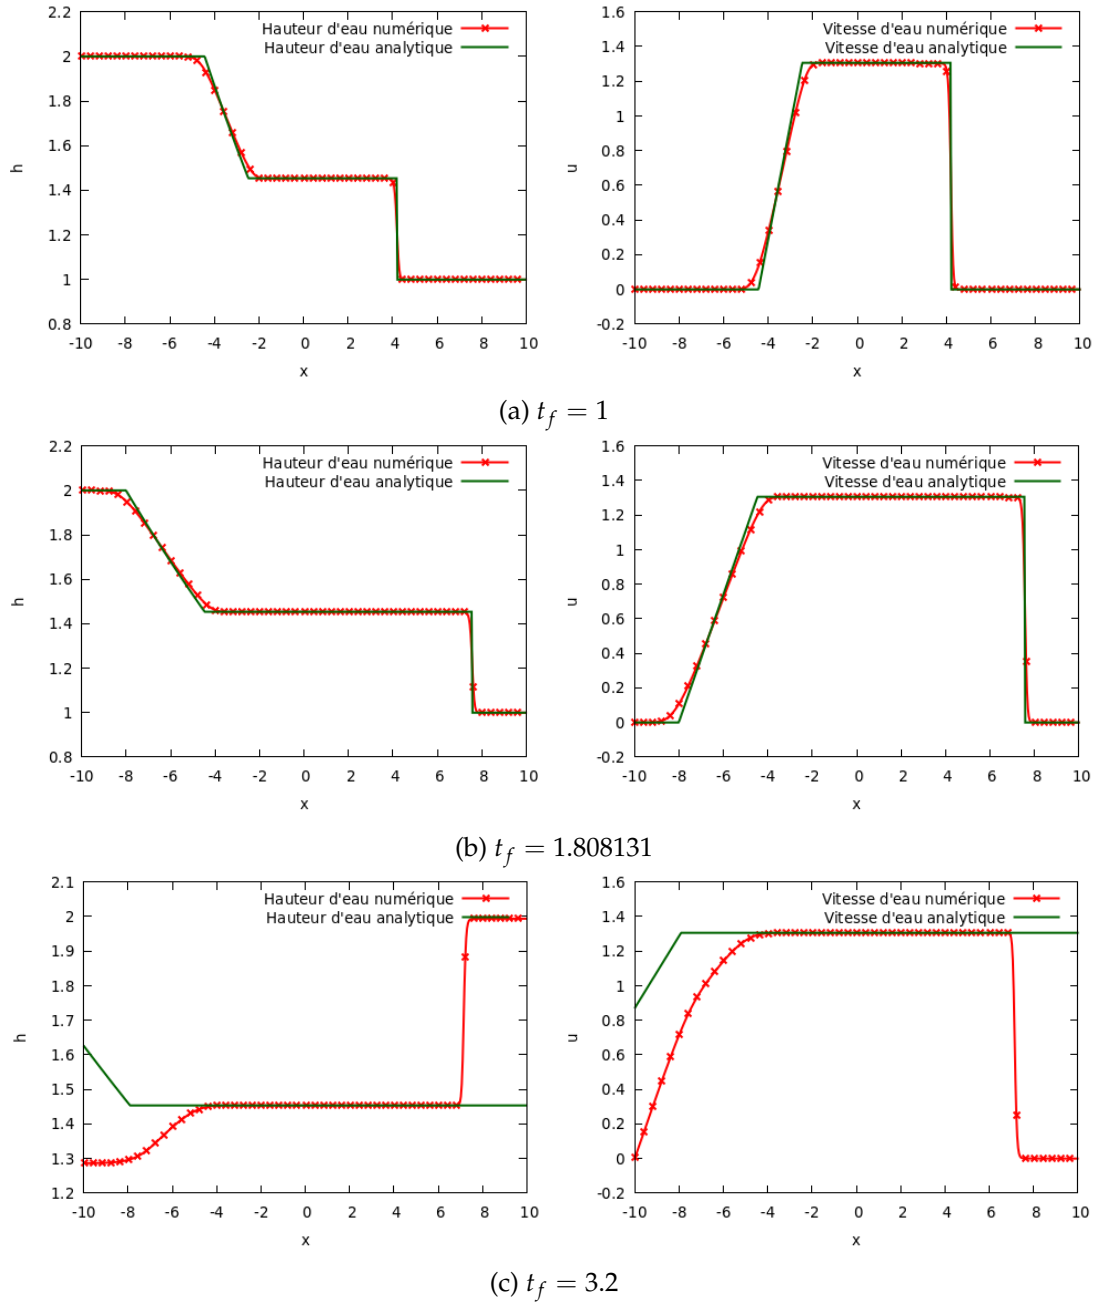 Hauteur d'eau numérique
Hauteur d'eau analytique
2.2
2
1.8
1.6
1.4
1.2
1
0.8
h
-10 -8 -6 -4 -2 0 2 4 6 8 10
x
Vitesse d'eau numérique
Vitesse d'eau analytique
1.6
1.4
1.2
1
0.8
0.6
0.4
0.2
0
-0.2
u
-10 -8 -6 -4 -2 0 2 4 6 8 10
x
(a) t_f = 1
Hauteur d'eau numérique
Hauteur d'eau analytique
2.2
2
1.8
1.6
1.4
1.2
1
0.8
h
-10 -8 -6 -4 -2 0 2 4 6 8 10
x
Vitesse d'eau numérique
Vitesse d'eau analytique
1.6
1.4
1.2
1
0.8
0.6
0.4
0.2
0
-0.2
u
-10 -8 -6 -4 -2 0 2 4 6 8 10
x
(b) t_f = 1.808131
Hauteur d'eau numérique
Hauteur d'eau analytique
2.1
2
1.9
1.8
1.7
1.6
1.5
1.4
1.3
1.2
h
-10 -8 -6 -4 -2 0 2 4 6 8 10
x
Vitesse d'eau numérique
Vitesse d'eau analytique
1.6
1.4
1.2
1
0.8
0.6
0.4
0.2
0
-0.2
u
-10 -8 -6 -4 -2 0 2 4 6 8 10
x
(c) t_f = 3.2